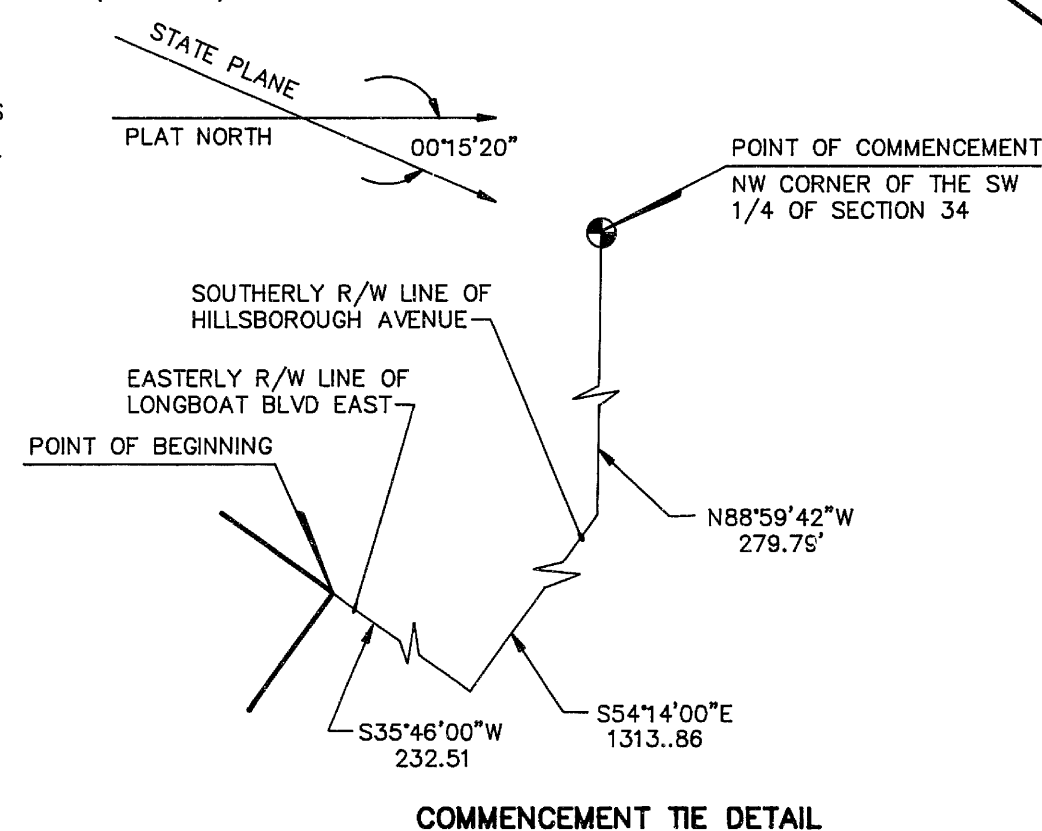 STATE PLANE
PLAT NORTH
00°15'20"
POINT OF COMMENCEMENT
NW CORNER OF THE SW
1/4 OF SECTION 34
SOUTHERLY R/W LINE OF
HILLSBOROUGH AVENUE
EASTERLY R/W LINE OF
LONGBOAT BLVD EAST
POINT OF BEGINNING
N88°59'42"W
279.79'
S54°14'00"E
1313..86
S35°46'00"W
232.51
COMMENCEMENT TIE DETAIL